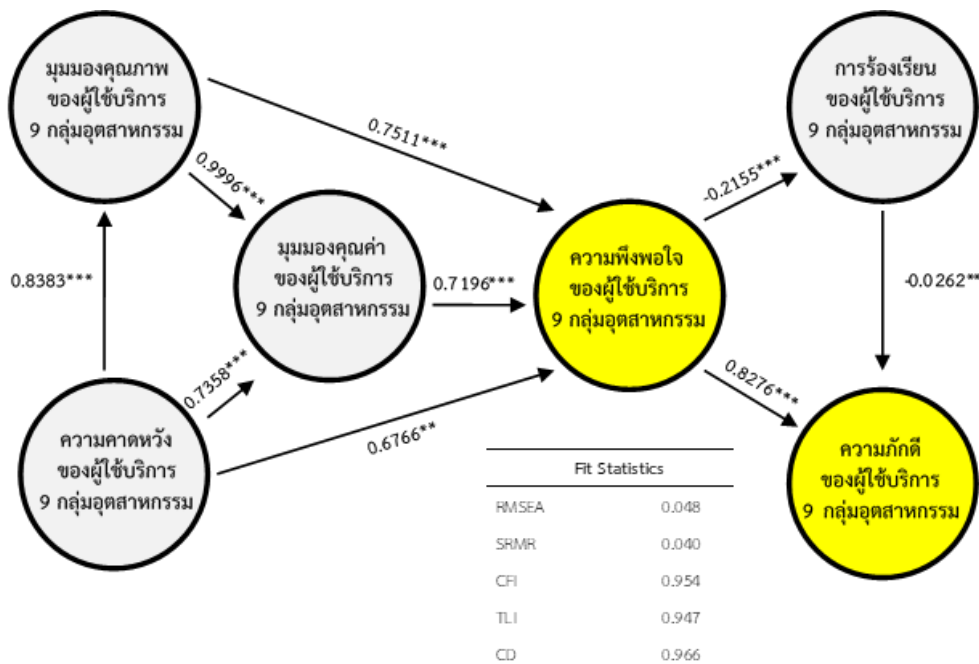 มุมมองคุณภาพ
ของผู้ใช้บริการ
9 กลุ่มอุตสาหกรรม
การร้องเรียน
ของผู้ใช้บริการ
9 กลุ่มอุตสาหกรรม
0.7511***
0.9996***
-0.2155***
มุมมองคุณค่า
ของผู้ใช้บริการ
9 กลุ่มอุตสาหกรรม
ความพึงพอใจ
ของผู้ใช้บริการ
9 กลุ่มอุตสาหกรรม
0.8383***
0.7196***
-0.0262**
0.7358***
0.8276***
0.6766**
ความคาดหวัง
ของผู้ใช้บริการ
9 กลุ่มอุตสาหกรรม
ความภักดี
ของผู้ใช้บริการ
9 กลุ่มอุตสาหกรรม
Fit Statistics
RMSEA 0.048
SRMR 0.040
CFI 0.954
TLI 0.947
CD 0.966